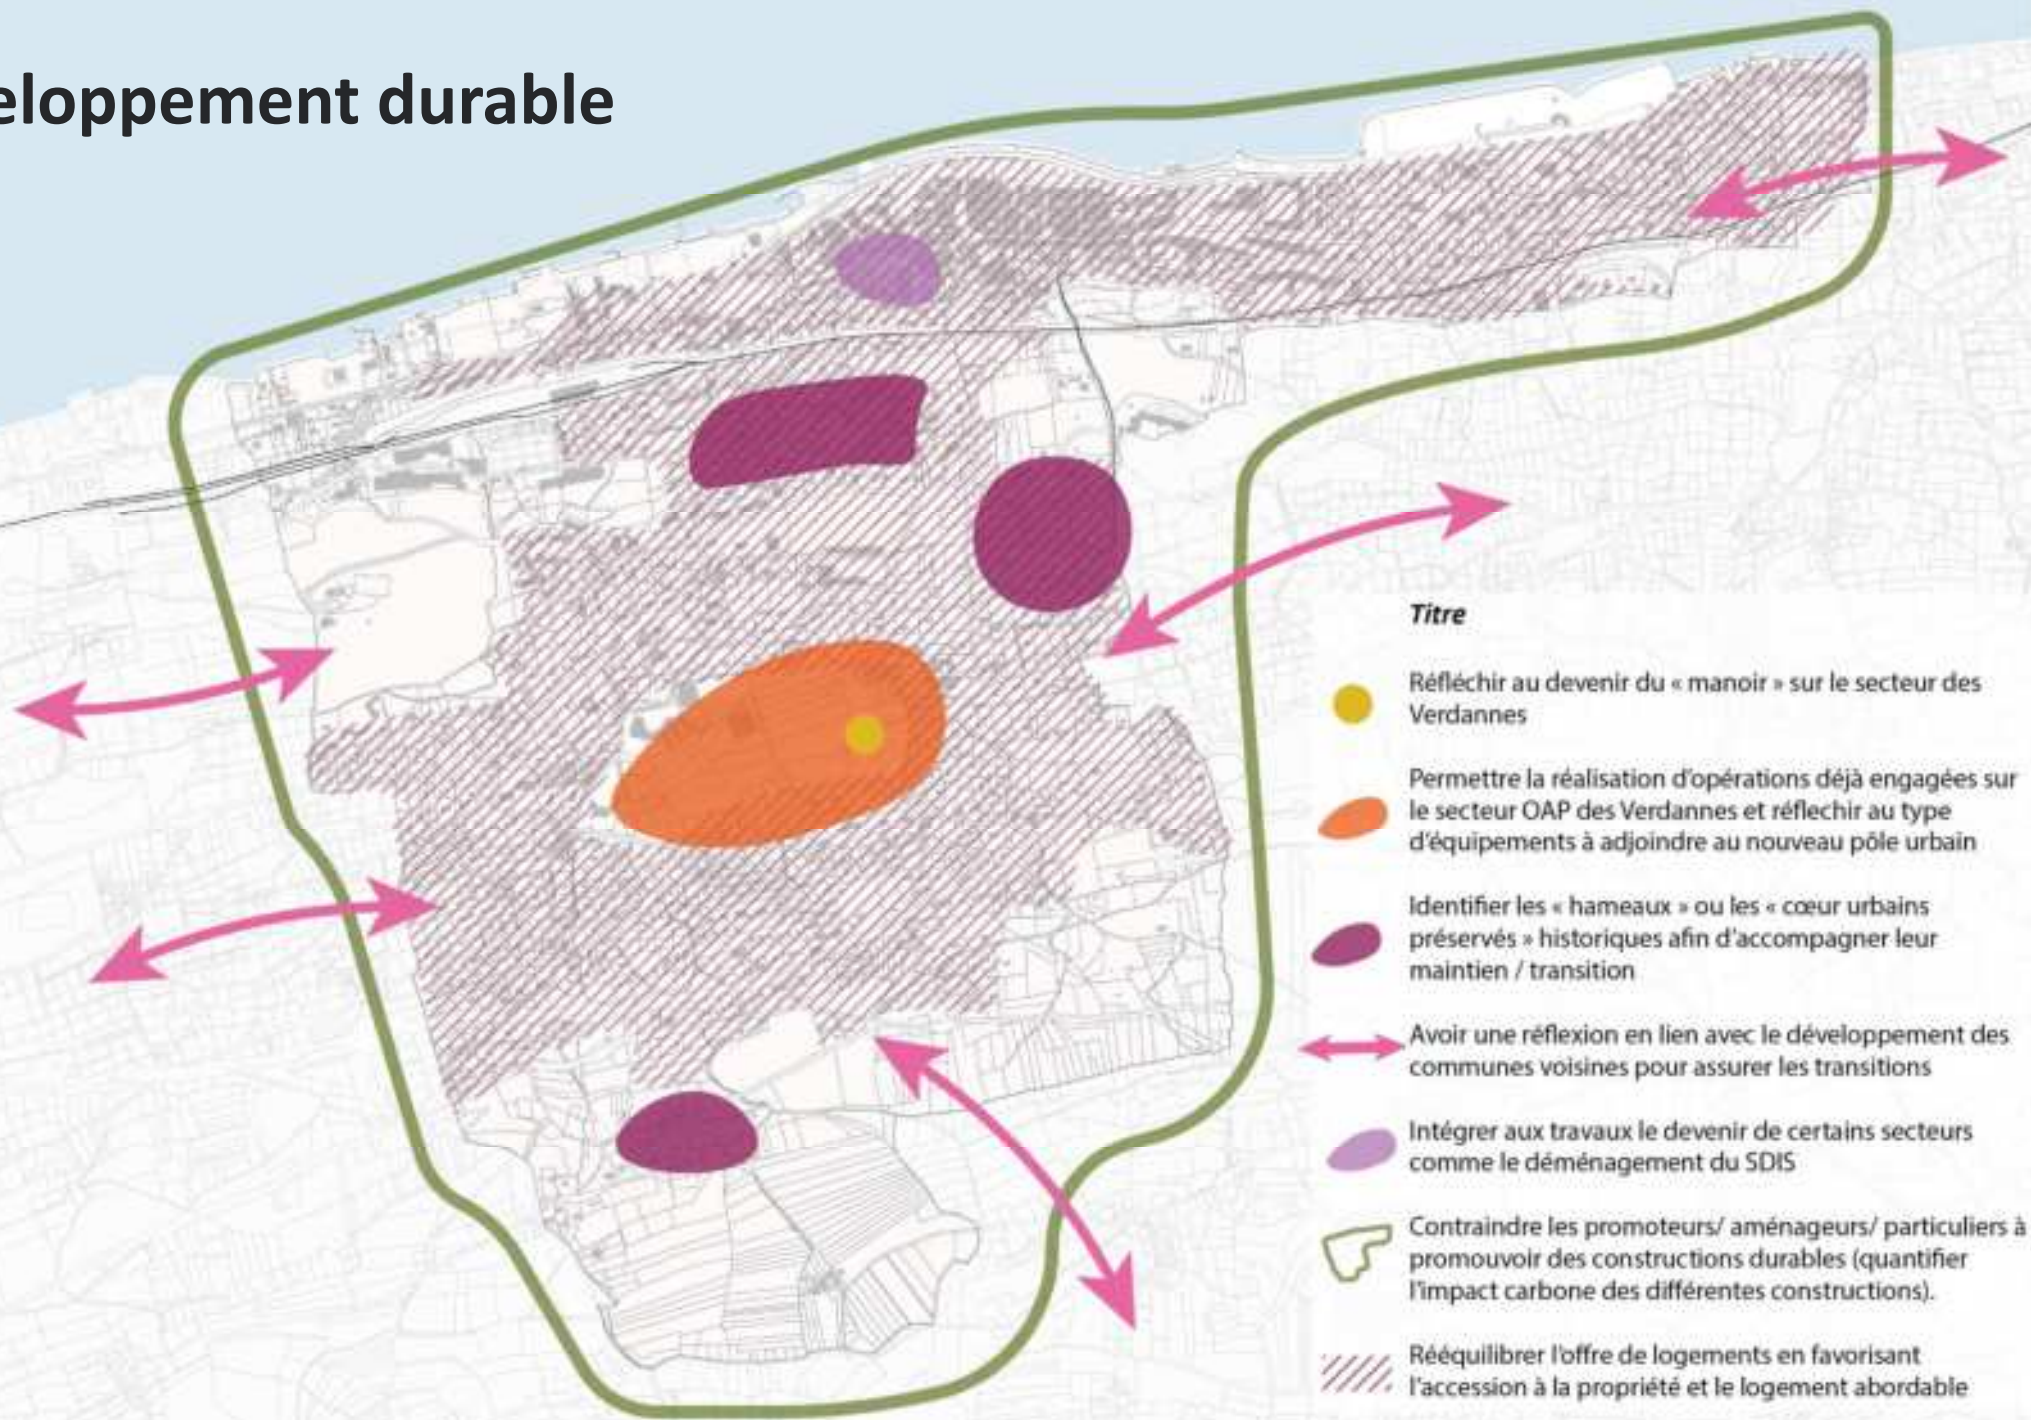 eloppement durable
Titre
Réfléchir au devenir du « manoir » sur le secteur des
Verdannes
Permettre la réalisation d'opérations déjà engagées sur
le secteur OAP des Verdannes et réflechir au type
d'équipements à adjoindre au nouveau pôle urbain
Identifier les « hameaux » ou les « cœur urbains
préservés » historiques afin d'accompagner leur
maintien / transition
Avoir une réflexion en lien avec le développement des
communes voisines pour assurer les transitions
Intégrer aux travaux le devenir de certains secteurs
comme le déménagement du SDIS
Contraindre les promoteurs/ aménageurs/ particuliers à
promouvoir des constructions durables (quantifier
l'impact carbone des différentes constructions).
Rééquilibrer l'offre de logements en favorisant
l'accession à la propriété et le logement abordable